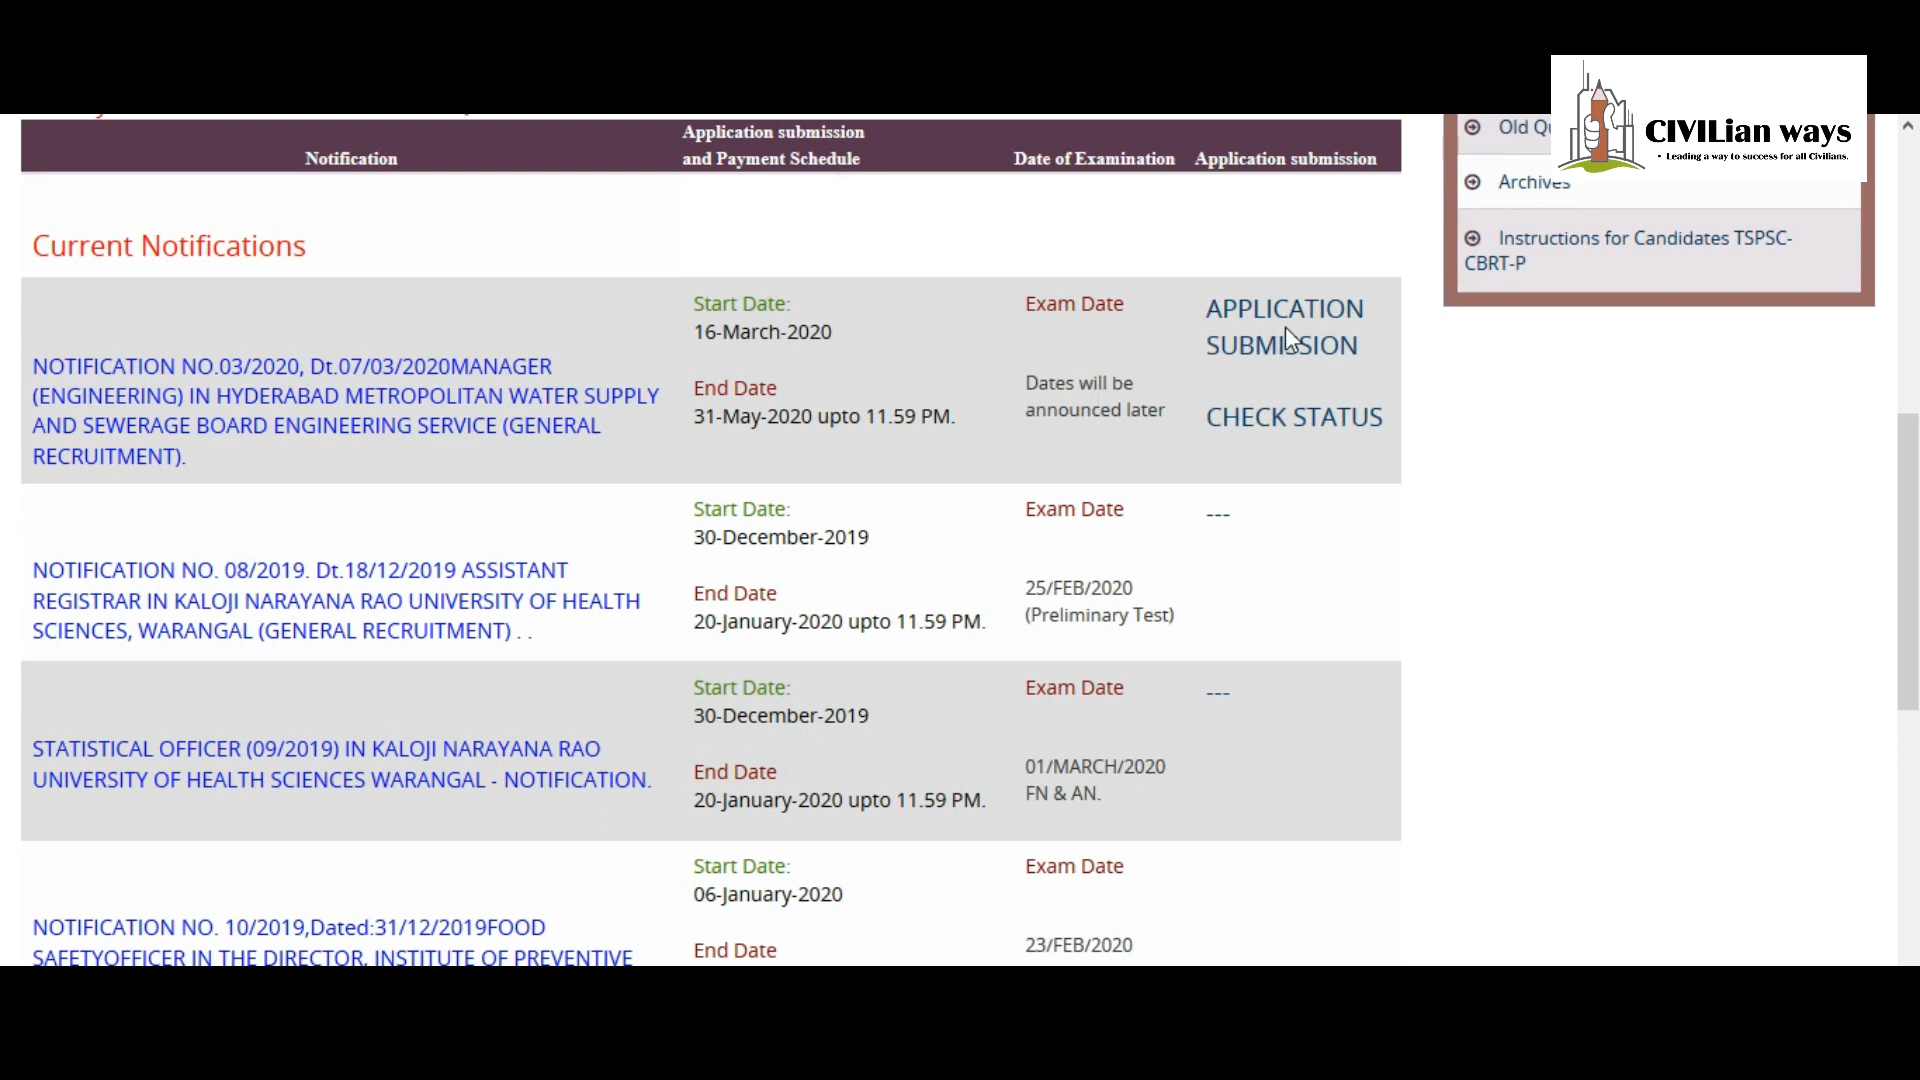 Application submission
and Payment Schedule
Notification
Date of Examination
Application submission
Current Notifications
NOTIFICATION NO.03/2020, Dt.07/03/2020MANAGER
(ENGINEERING) IN HYDERABAD METROPOLITAN WATER SUPPLY
AND SEWERAGE BOARD ENGINEERING SERVICE (GENERAL
RECRUITMENT).
Start Date:
16-March-2020
End Date
31-May-2020 upto 11.59 PM.
Exam Date
Dates will be
announced later
APPLICATION
SUBMISSION
CHECK STATUS
NOTIFICATION NO. 08/2019. Dt.18/12/2019 ASSISTANT
REGISTRAR IN KALOJI NARAYANA RAO UNIVERSITY OF HEALTH
SCIENCES, WARANGAL (GENERAL RECRUITMENT) . .
Start Date:
30-December-2019
End Date
20-January-2020 upto 11.59 PM.
Exam Date
25/FEB/2020
(Preliminary Test)
---
STATISTICAL OFFICER (09/2019) IN KALOJI NARAYANA RAO
UNIVERSITY OF HEALTH SCIENCES WARANGAL - NOTIFICATION.
Start Date:
30-December-2019
End Date
20-January-2020 upto 11.59 PM.
Exam Date
01/MARCH/2020
FN & AN.
---
NOTIFICATION NO. 10/2019,Dated:31/12/2019FOOD
SAFETYOFFICER IN THE DIRECTOR, INSTITUTE OF PREVENTIVE
Start Date:
06-January-2020
End Date
Exam Date
23/FEB/2020
Old
Archives
Instructions for Candidates TSPSC-
CBRT-P
CIVILian ways
• Leading a way to success for all Civilians.